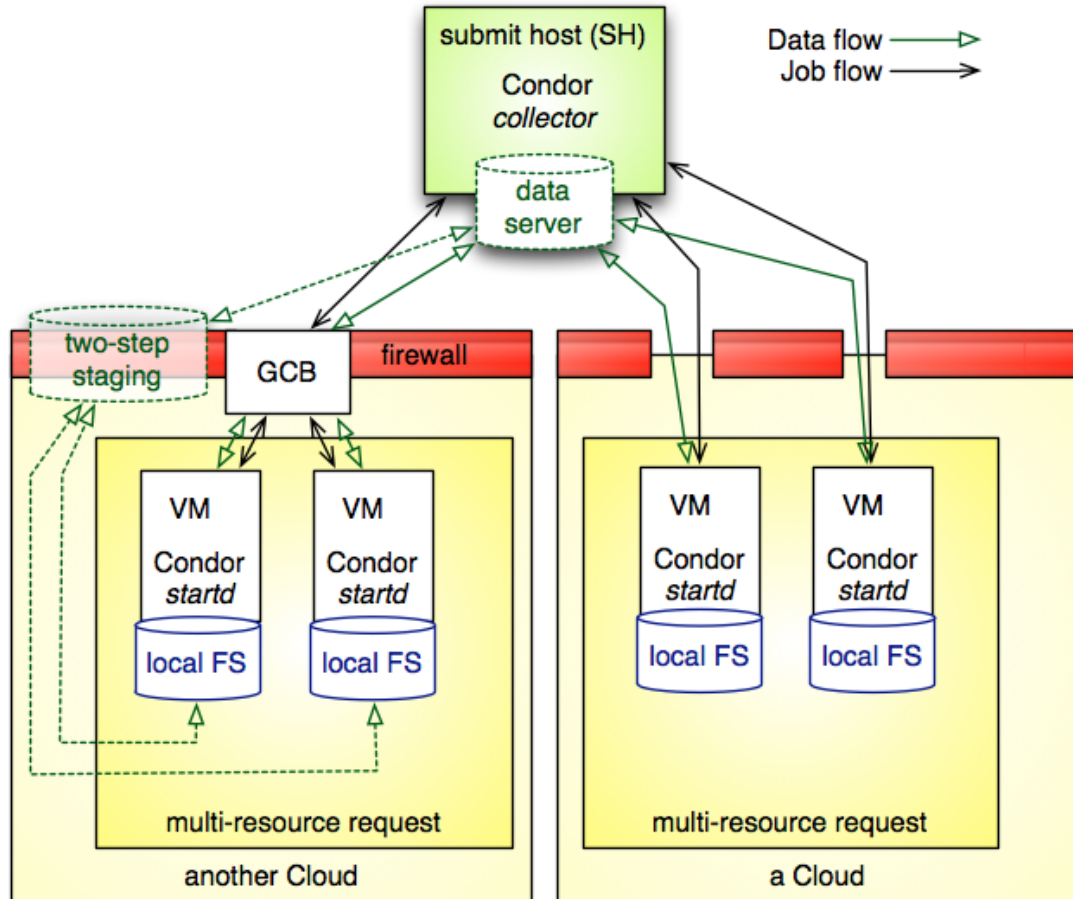 submit host (SH)
Condor
collector
data
server
Data flow
Job flow
two-step
staging
GCB
firewall
VM
Condor
startd
local FS
VM
Condor
startd
local FS
multi-resource request
another Cloud
VM
Condor
startd
local FS
VM
Condor
startd
local FS
multi-resource request
a Cloud